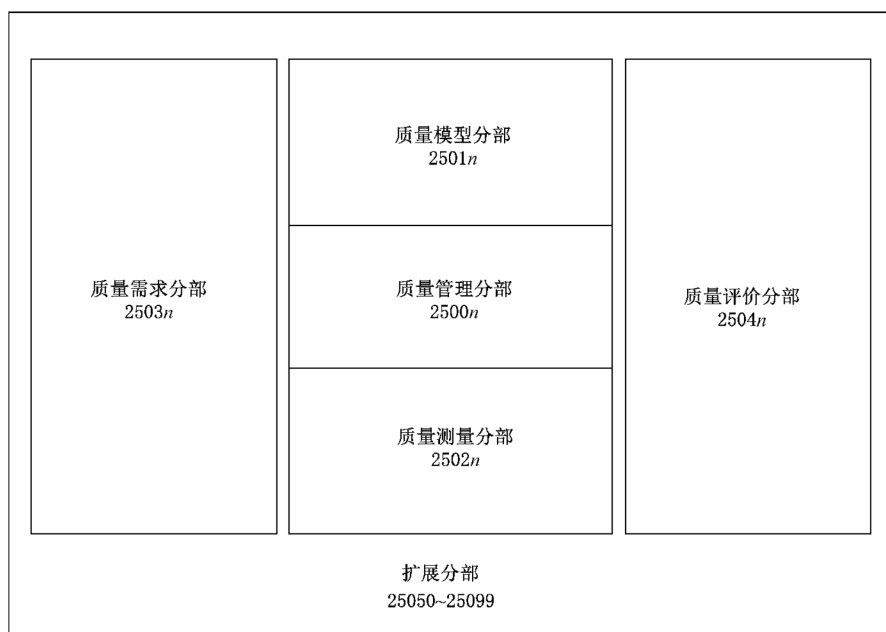 质量模型分部
2501n
质量需求分部
2503n
质量管理分部
2500n
质量评价分部
2504n
质量测量分部
2502n
扩展分部
25050~25099